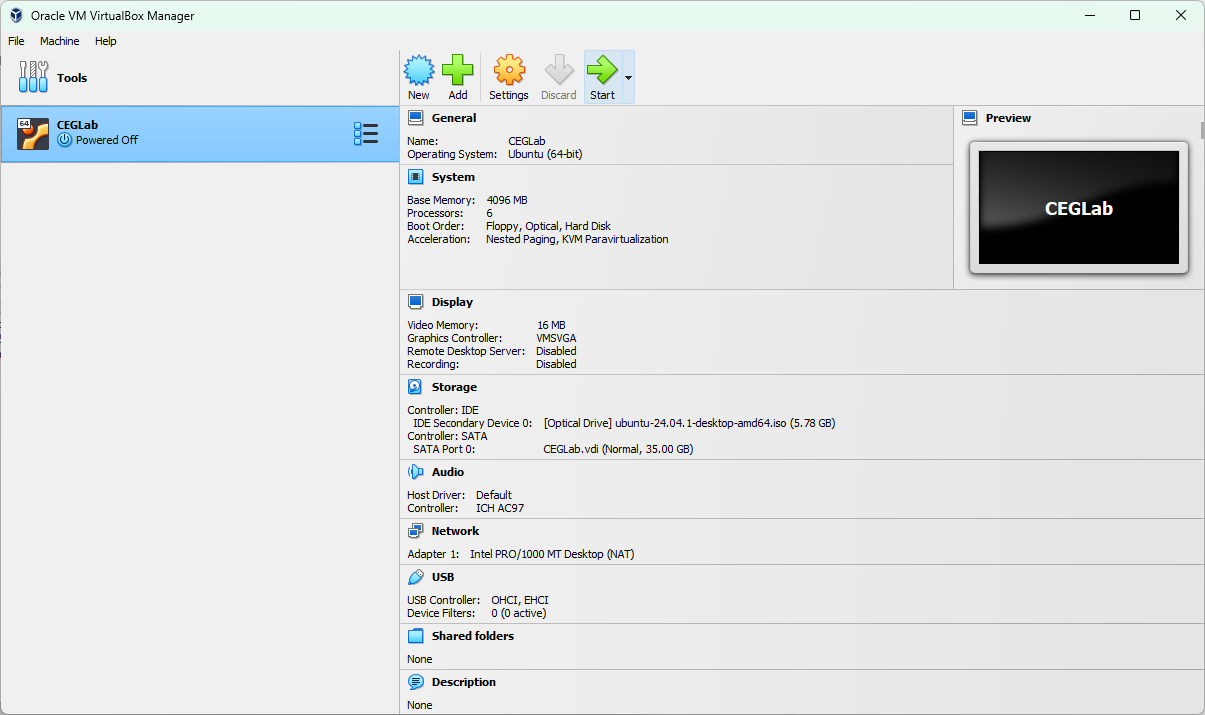 Oracle VM VirtualBox Manager
File Machine Help
Tools
New Add Settings Discard Start
64
CEGLab
Powered Off
General
Name: CEGLab
Operating System: Ubuntu (64-bit)
Preview
CEGLab
System
Base Memory: 4096 MB
Processors: 6
Boot Order: Floppy, Optical, Hard Disk
Acceleration: Nested Paging, KVM Paravirtualization
Display
Video Memory: 16 MB
Graphics Controller: VMSVGA
Remote Desktop Server: Disabled
Recording: Disabled
Storage
Controller: IDE
IDE Secondary Device 0: [Optical Drive] ubuntu-24.04.1-desktop-amd64.iso (5.78 GB)
Controller: SATA
SATA Port 0: CEGLab.vdi (Normal, 35.00 GB)
Audio
Host Driver: Default
Controller: ICH AC97
Network
Adapter 1: Intel PRO/1000 MT Desktop (NAT)
USB
USB Controller: OHCI, EHCI
Device Filters: 0 (0 active)
Shared folders
None
Description
None